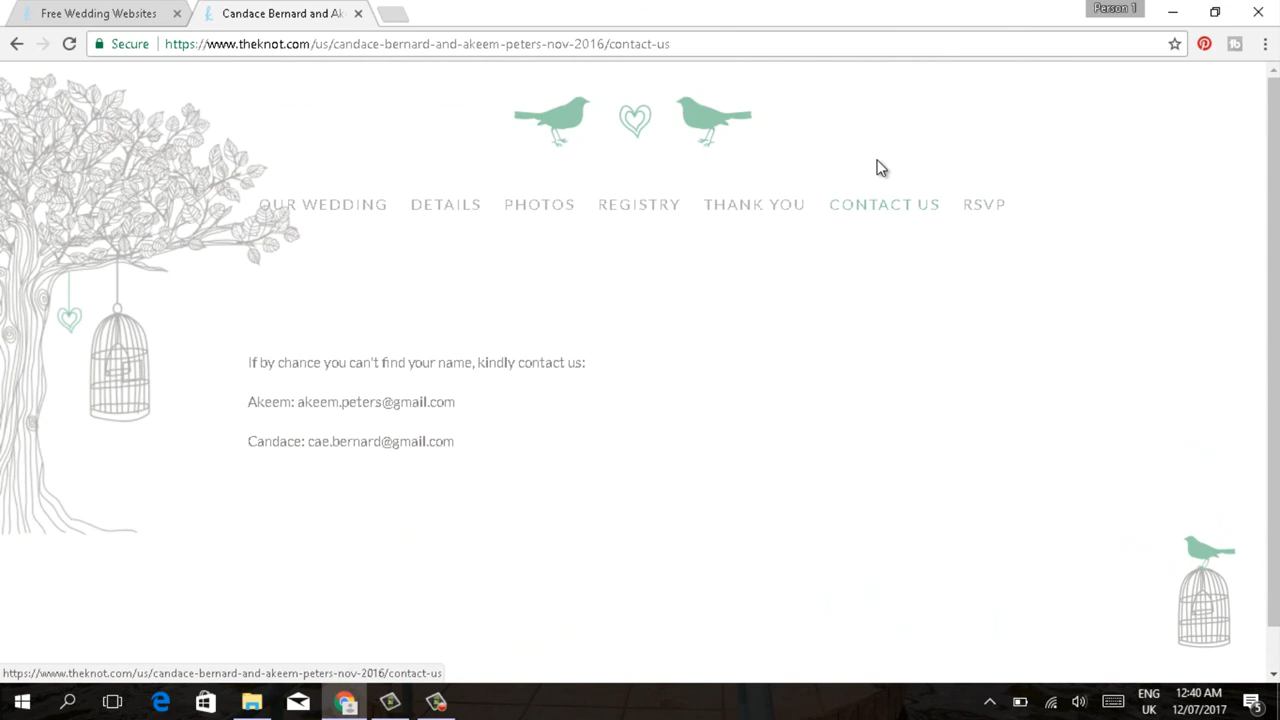 Free Wedding Websites
Candace Bernard and Ak
Person 1
Secure
https://www.theknot.com/us/candace-bernard-and-akeem-peters-nov-2016/contact-us
OUR WEDDING DETAILS PHOTOS REGISTRY THANK YOU CONTACT US RSVP
If by chance you can't find your name, kindly contact us:
Akeem: akeem.peters@gmail.com
Candace: cae.bernard@gmail.com
https://www.theknot.com/us/candace-bernard-and-akeem-peters-nov-2016/contact-us
ENG 12:40 AM
UK 12/07/2017
5